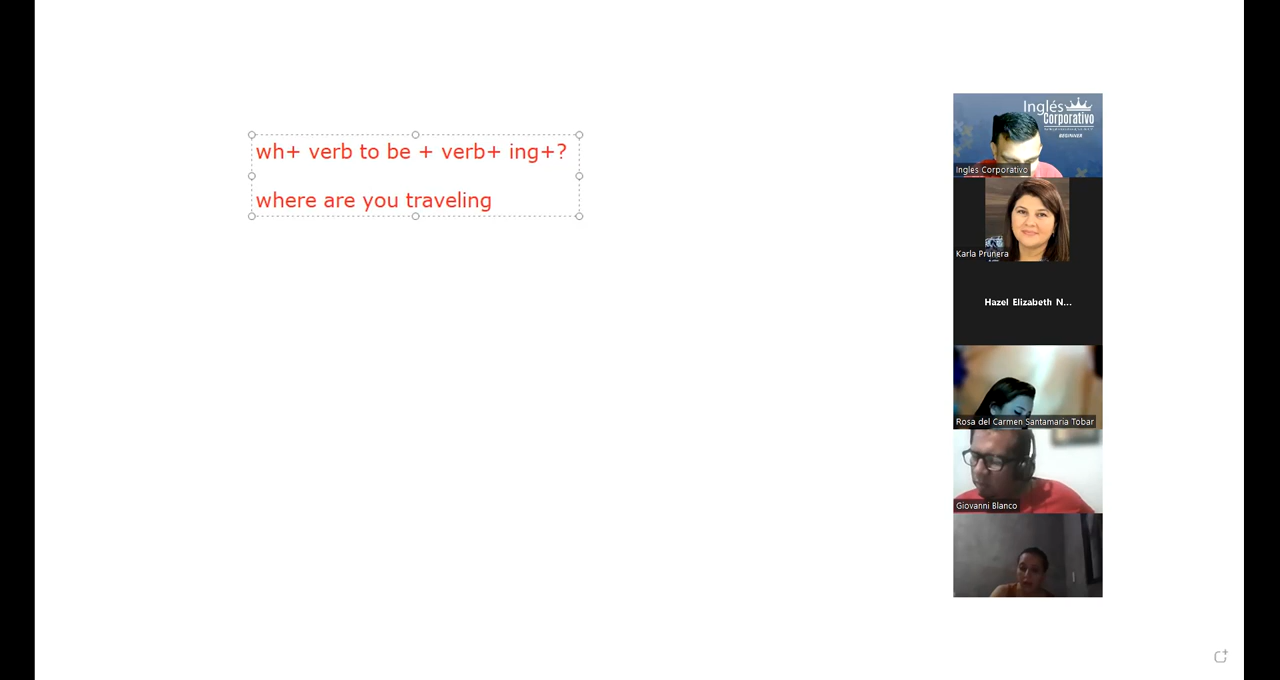 wh+ verb to be + verb+ ing+?
where are you traveling
Inglés
Corporativo
BEGINNER
Ingles Corporativo
Karla Prunera
Hazel Elizabeth N...
Rosa del Carmen Santamaria Tobar
Giovanni Blanco